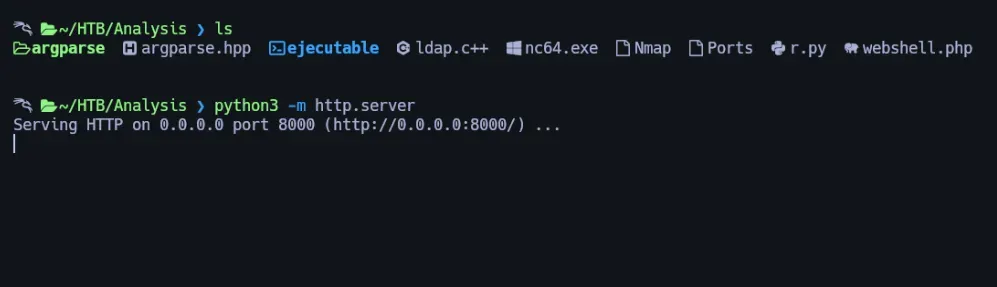 ~/HTB/Analysis ❯ ls
argparse argparse.hpp ejecutable ldap.c++ nc64.exe Nmap Ports r.py webshell.php
~/HTB/Analysis ❯ python3 -m http.server
Serving HTTP on 0.0.0.0 port 8000 (http://0.0.0.0:8000/) ...